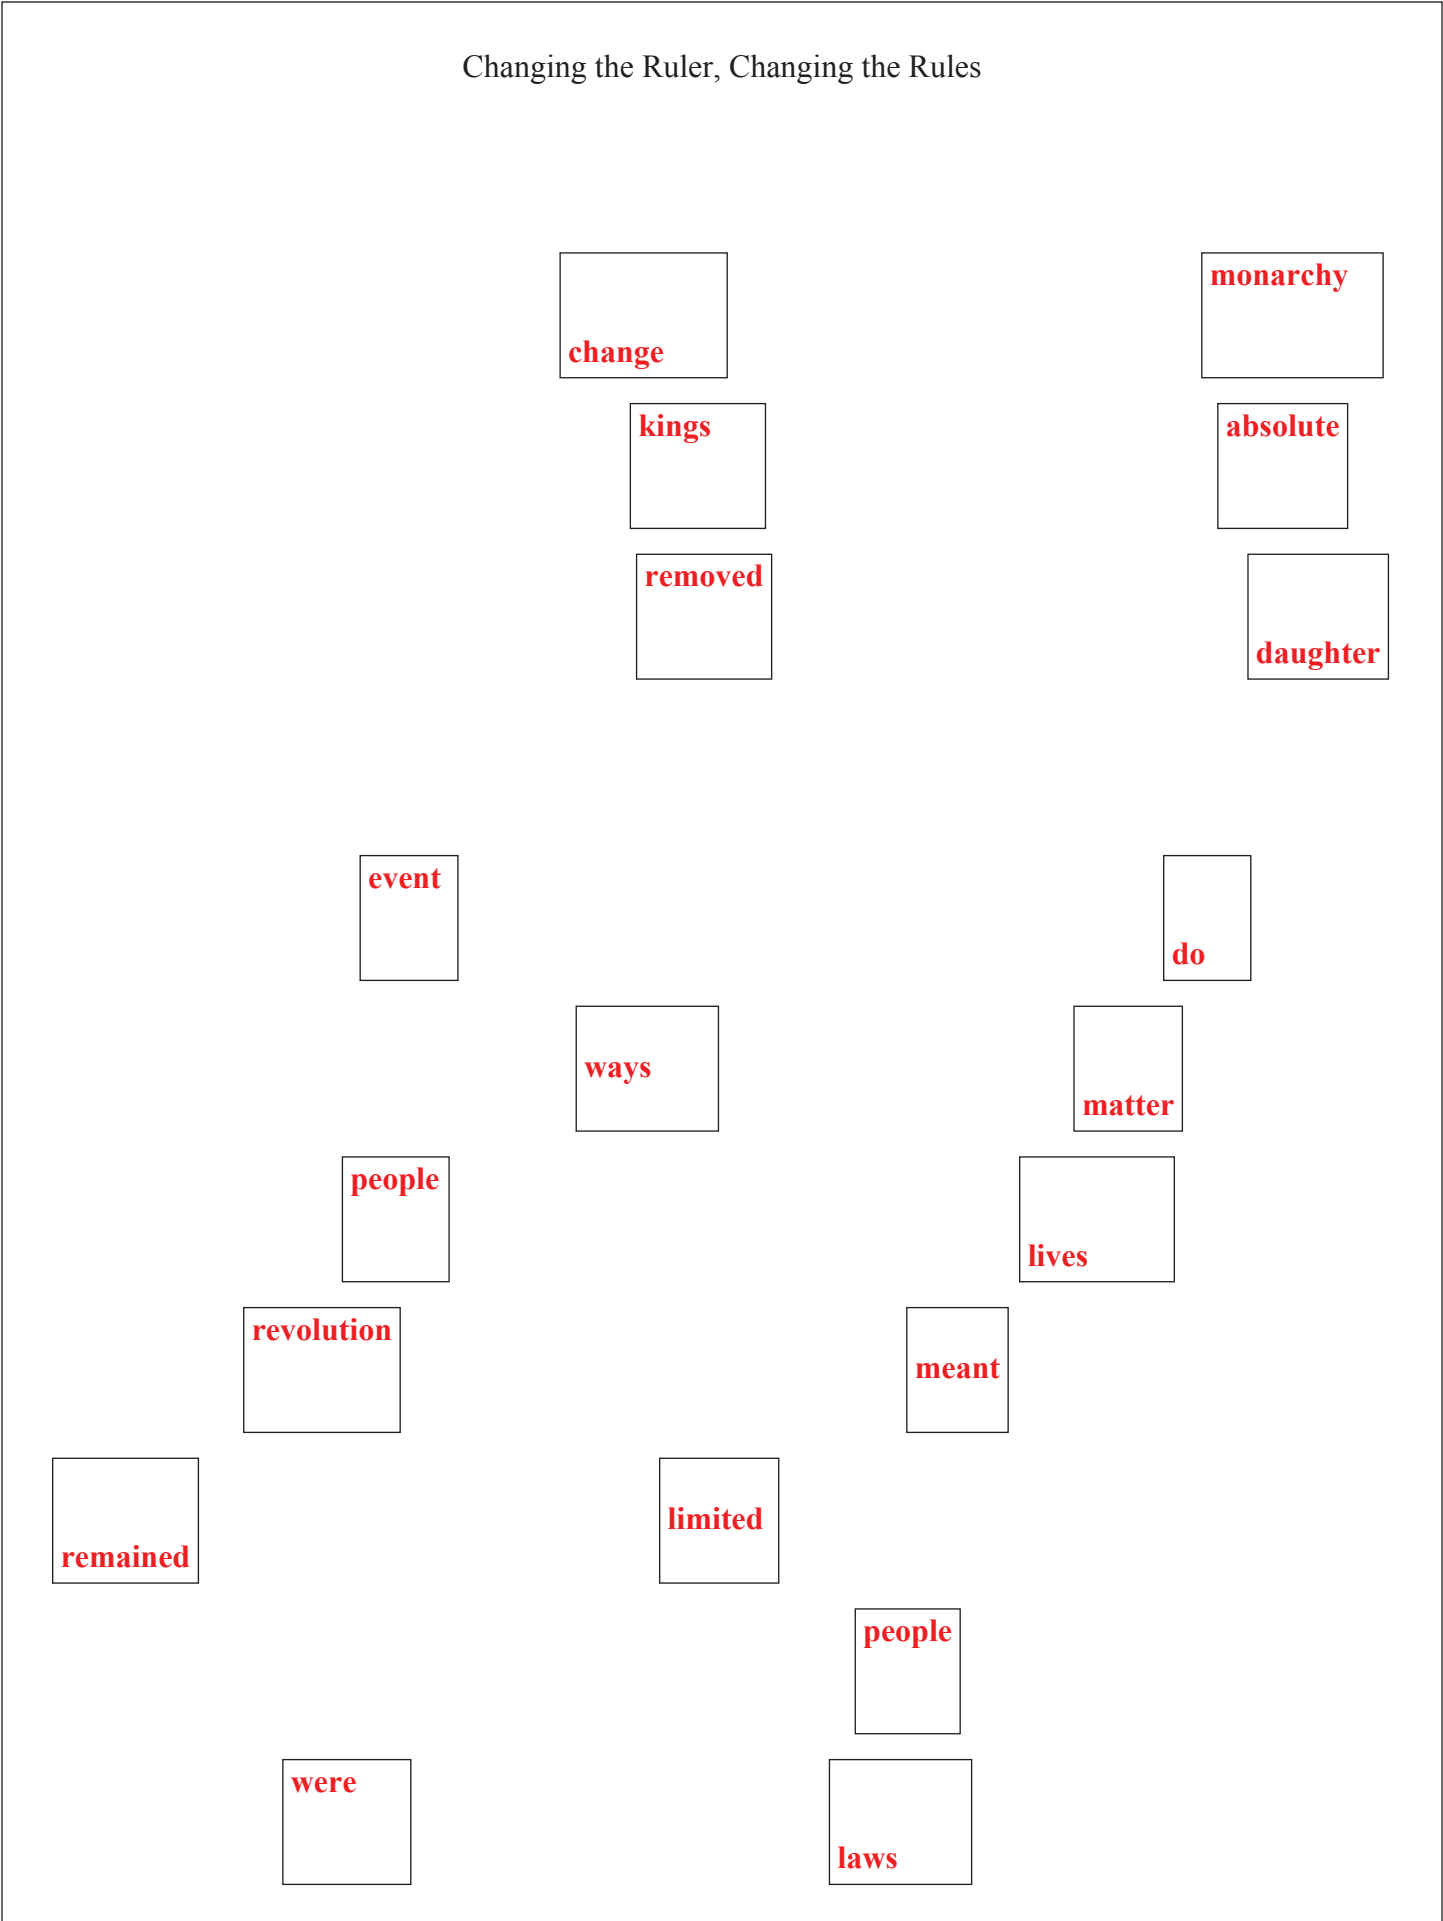 Changing the Ruler, Changing the Rules
change monarchy
kings absolute
removed daughter
event do
ways matter
people lives
revolution meant
remained limited
people
were laws